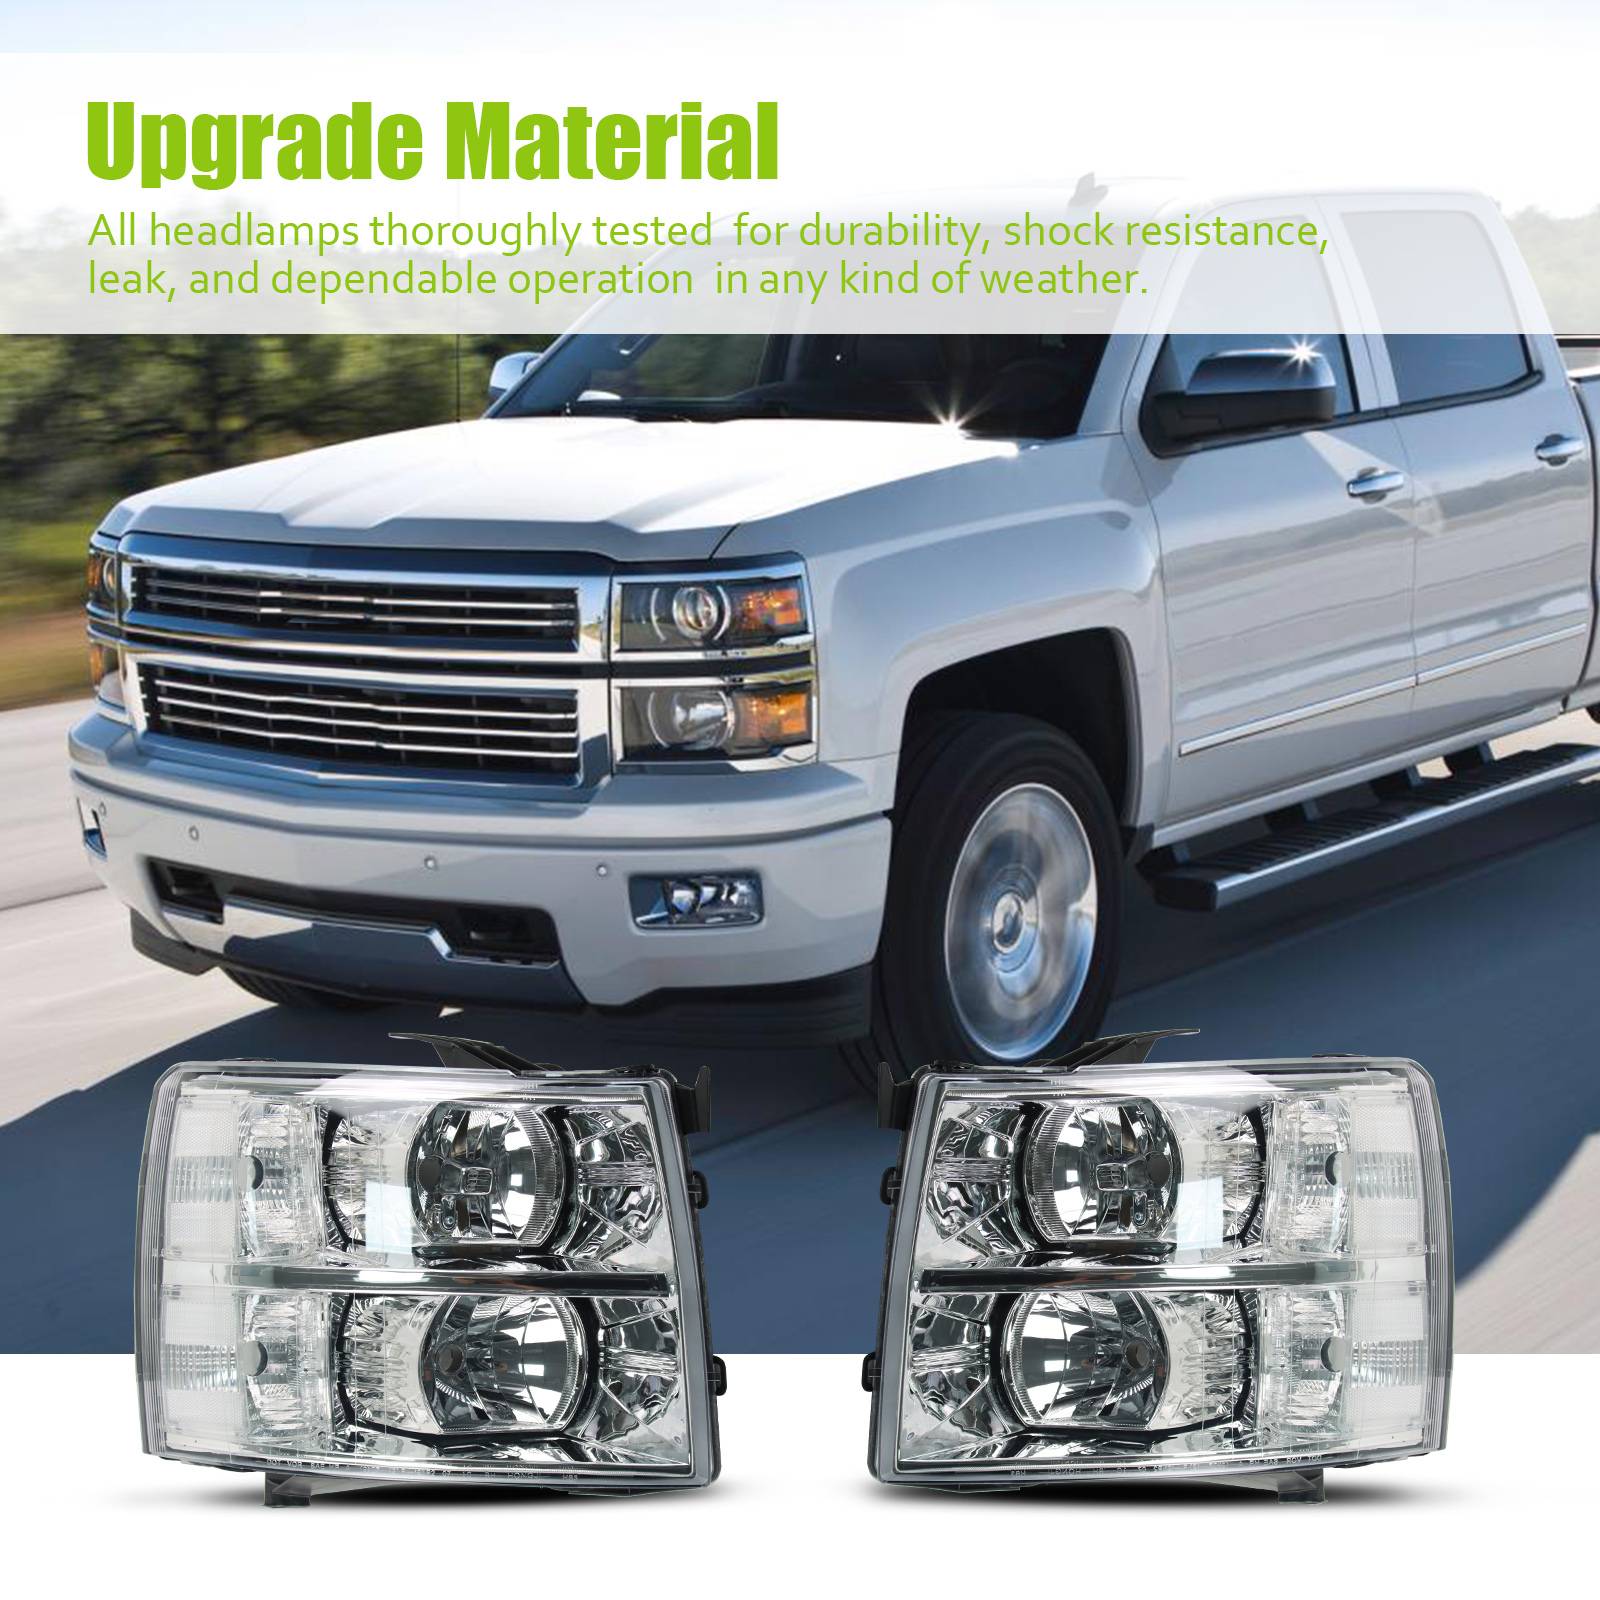 Upgrade Material
All headlamps thoroughly tested for durability, shock resistance,
leak, and dependable operation in any kind of weather.